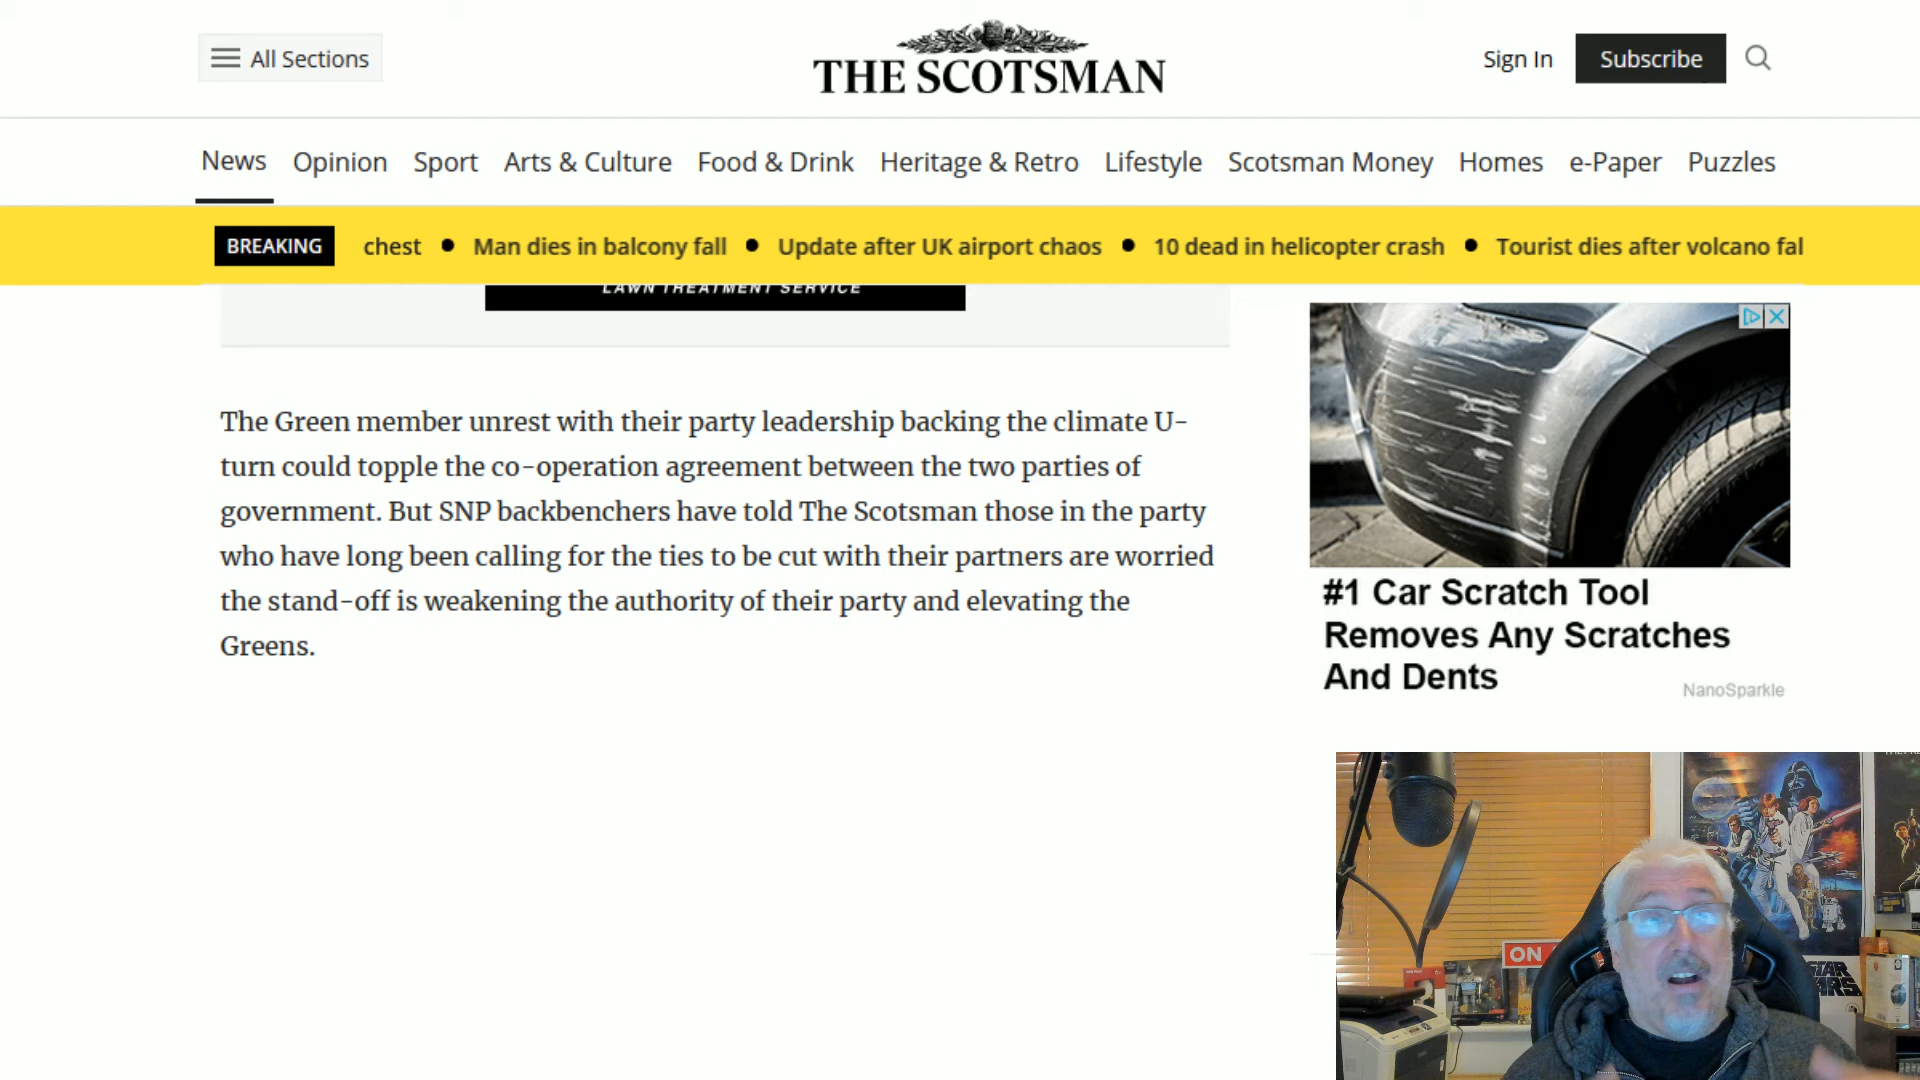 All Sections
THE SCOTSMAN
Sign In
Subscribe
News Opinion Sport Arts & Culture Food & Drink Heritage & Retro Lifestyle Scotsman Money Homes e-Paper Puzzles
BREAKING chest • Man dies in balcony fall • Update after UK airport chaos • 10 dead in helicopter crash • Tourist dies after volcano fal
LAWN TREATMENT SERVICE
The Green member unrest with their party leadership backing the climate U-
turn could topple the co-operation agreement between the two parties of
government. But SNP backbenchers have told The Scotsman those in the party
who have long been calling for the ties to be cut with their partners are worried
the stand-off is weakening the authority of their party and elevating the
Greens.
#1 Car Scratch Tool
Removes Any Scratches
And Dents
NanoSparkle
ON
STAR
WARS